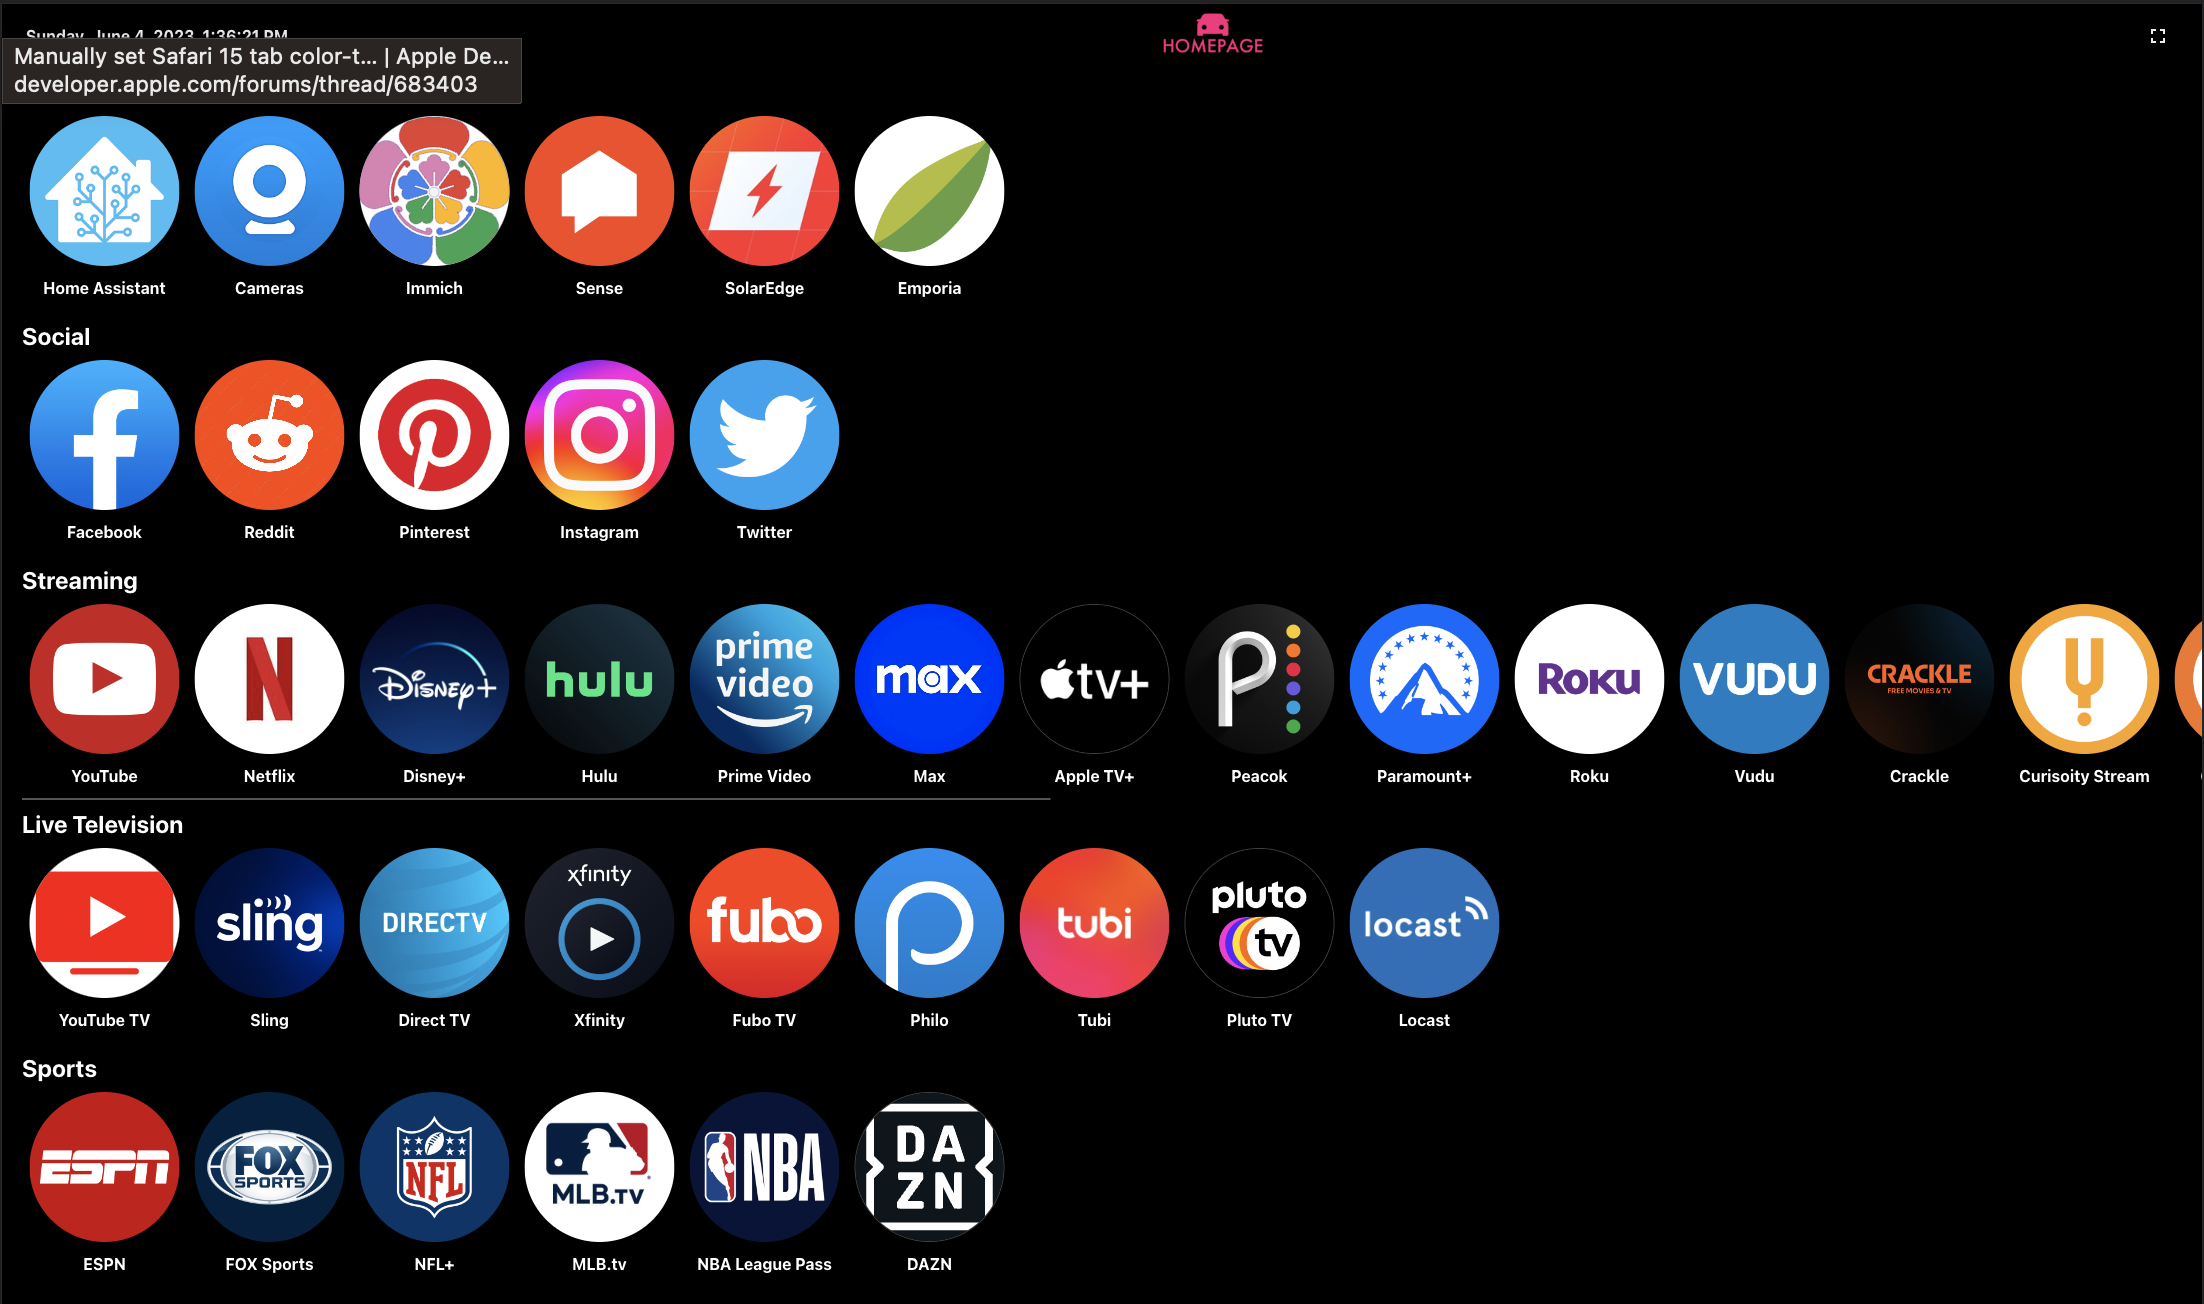 Sunday, June 4, 2023, 1:36:21 PM
HOMEPAGE
Manually set Safari 15 tab color-t... | Apple De...
developer.apple.com/forums/thread/683403
Home Assistant
Cameras
Immich
Sense
SolarEdge
Emporia
Social
Facebook
Reddit
Pinterest
Instagram
Twitter
Streaming
Disney+
hulu
prime
video
max
tv+
Roku
VUDU
CRACKLE
FREE MOVIES & TV
YouTube
Netflix
Disney+
Hulu
Prime Video
Max
Apple TV+
Peacok
Paramount+
Roku
Vudu
Crackle
Curisoity Stream
Live Television
sling
DIRECTV
xfinity
fubo
tubi
pluto
tv
locast
YouTube TV
Sling
Direct TV
Xfinity
Fubo TV
Philo
Tubi
Pluto TV
Locast
Sports
ESPN
FOX
SPORTS
NFL
MLB.TV
NBA
DA
ZN
ESPN
FOX Sports
NFL+
MLB.tv
NBA League Pass
DAZN